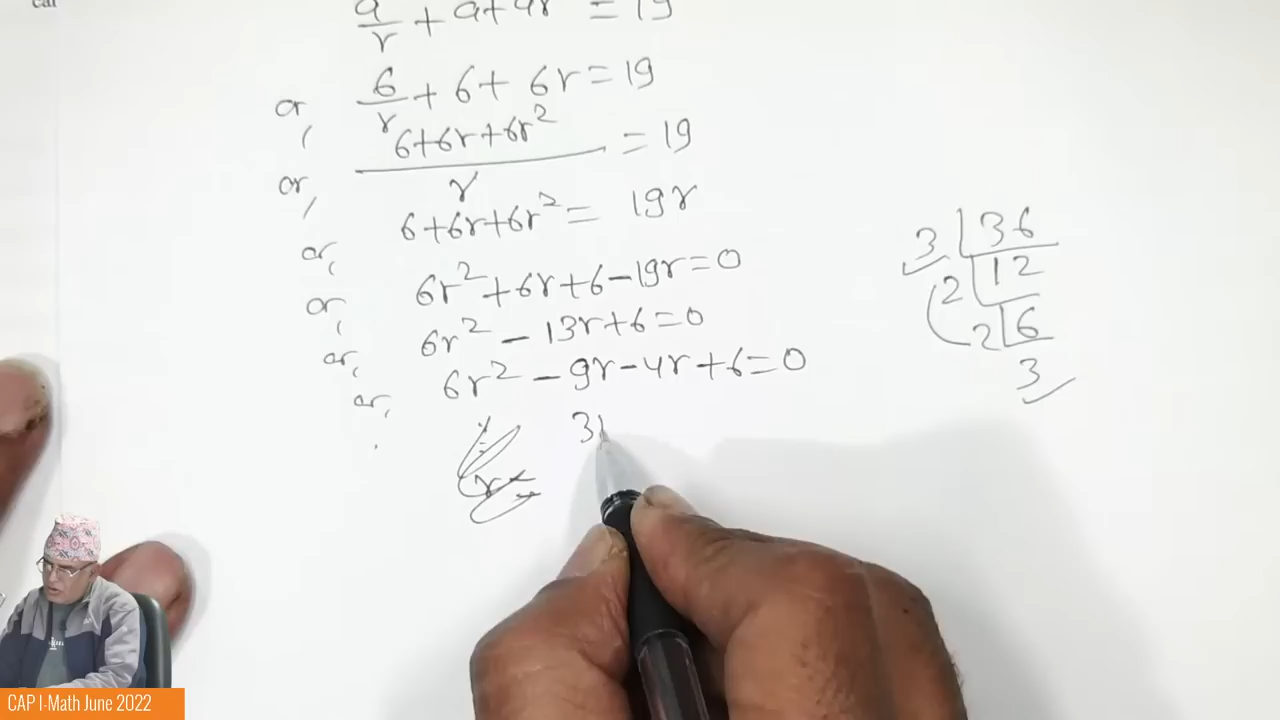 a/r + a + ar = 19
or, 6/r + 6 + 6r = 19
or, (6+6r+6r²)/r = 19
or, 6+6r+6r² = 19r
or, 6r²+6r+6-19r=0
or, 6r² - 13r+6=0
or, 6r² - 9r-4r+6=0
3
3 | 36
2 | 12
2 | 6
3
CAP I-Math June 2022